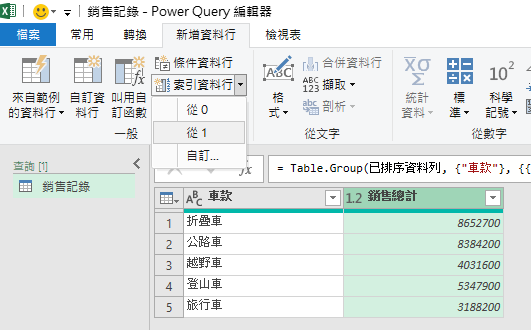 銷售記錄 - Power Query 編輯器
檔案 常用 轉換 新增資料行 檢視表
來自範例的資料行
自訂資料行
叫用自訂函數
條件資料行
索引資料行
從 0
從 1
自訂...
一般
格式
ABC
合併資料行
ABC
123
擷取
abc
剖析
從文字
XΣ
統計資料
標準
10²
科學記號
從數字
查詢 [1]
銷售記錄
= Table.Group(已排序資料列, {"車款"}, {{
ABC 車款 1.2 銷售總計
1 折疊車 8652700
2 公路車 8384200
3 越野車 4031600
4 登山車 5347900
5 旅行車 3188200